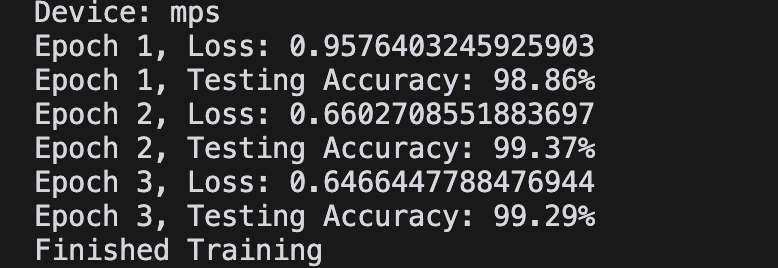 Device: mps
Epoch 1, Loss: 0.9576403245925903
Epoch 1, Testing Accuracy: 98.86%
Epoch 2, Loss: 0.6602708551883697
Epoch 2, Testing Accuracy: 99.37%
Epoch 3, Loss: 0.6466447788476944
Epoch 3, Testing Accuracy: 99.29%
Finished Training